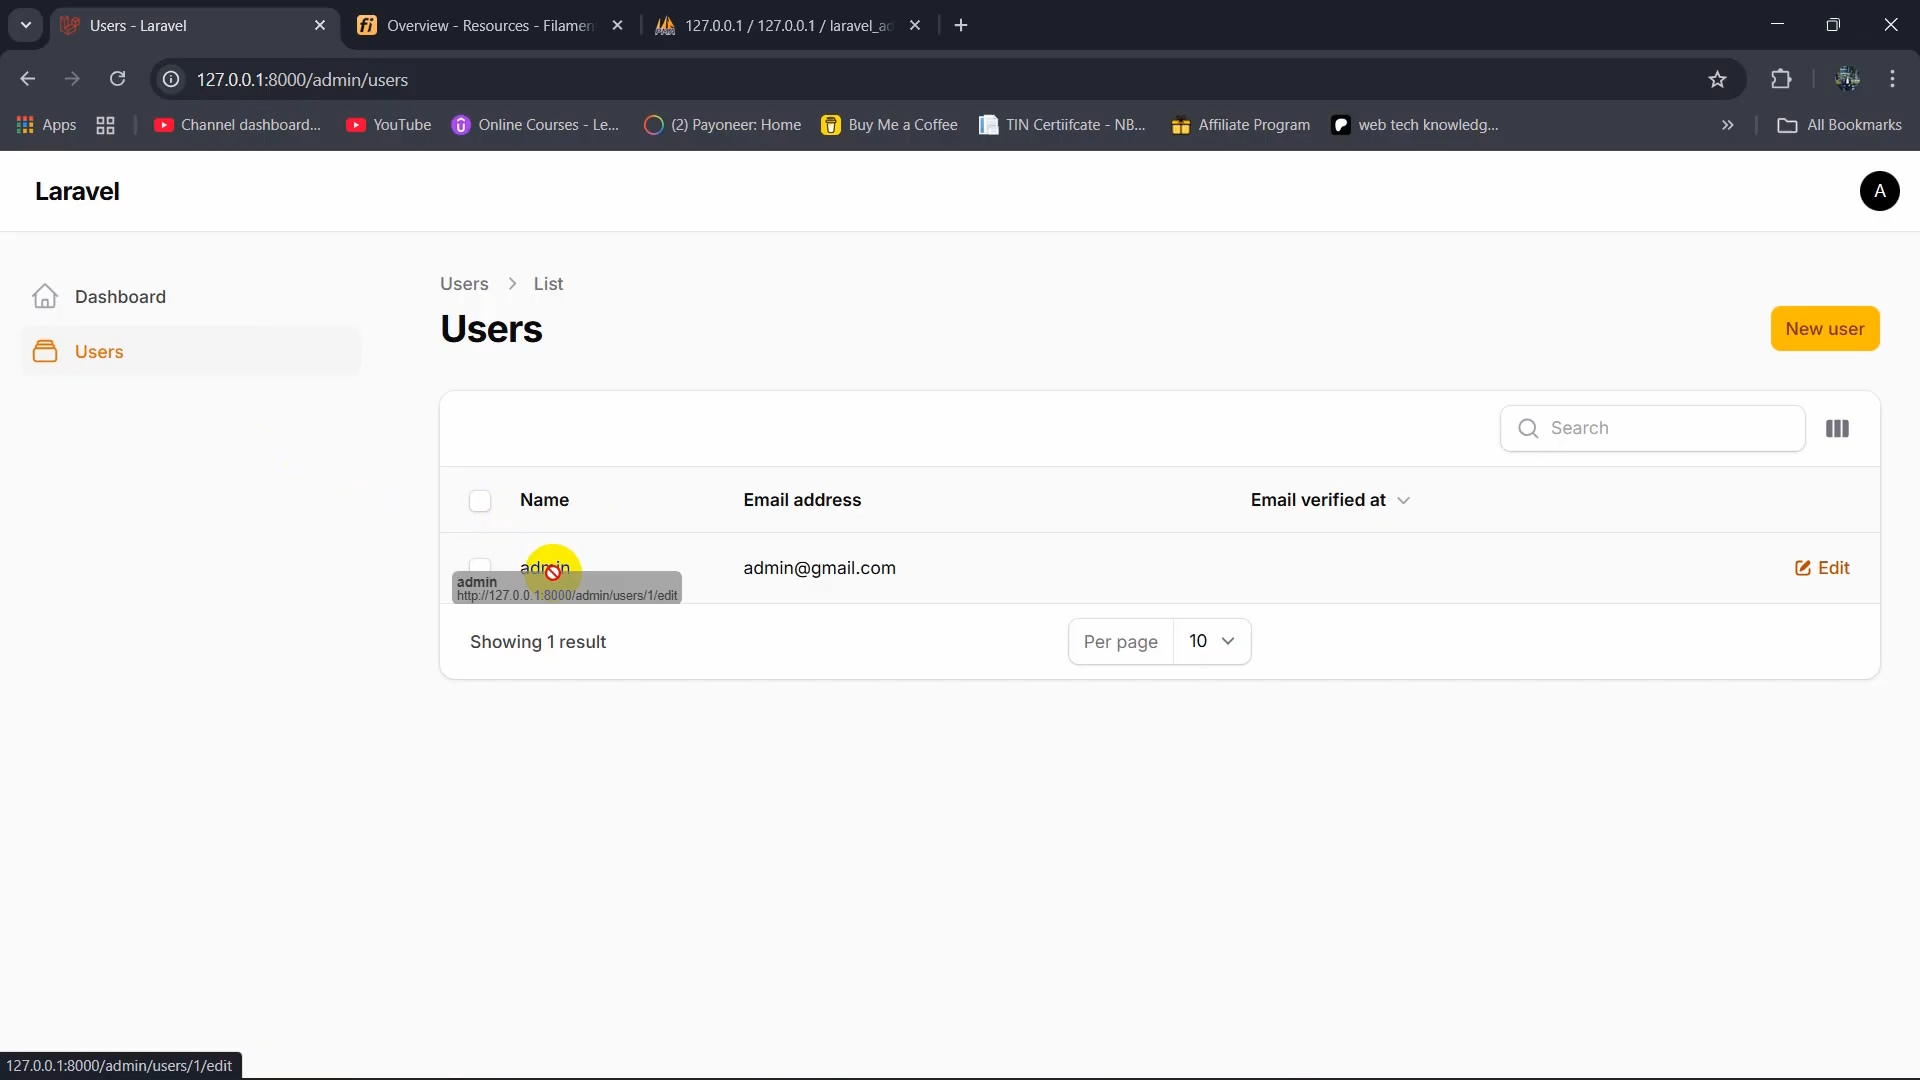 Users - Laravel
Overview - Resources - Filamen
127.0.0.1 / 127.0.0.1 / laravel_ad
127.0.0.1:8000/admin/users
Apps
Channel dashboard...
YouTube
Online Courses - Le...
(2) Payoneer: Home
Buy Me a Coffee
TIN Certiifcate - NB...
Affiliate Program
web tech knowledg...
All Bookmarks
Laravel
A
Dashboard
Users
Users > List
Users
New user
Search
Name
Email address
Email verified at
admin
admin@gmail.com
Edit
admin
http://127.0.0.1:8000/admin/users/1/edit
Showing 1 result
Per page
10
127.0.0.1:8000/admin/users/1/edit